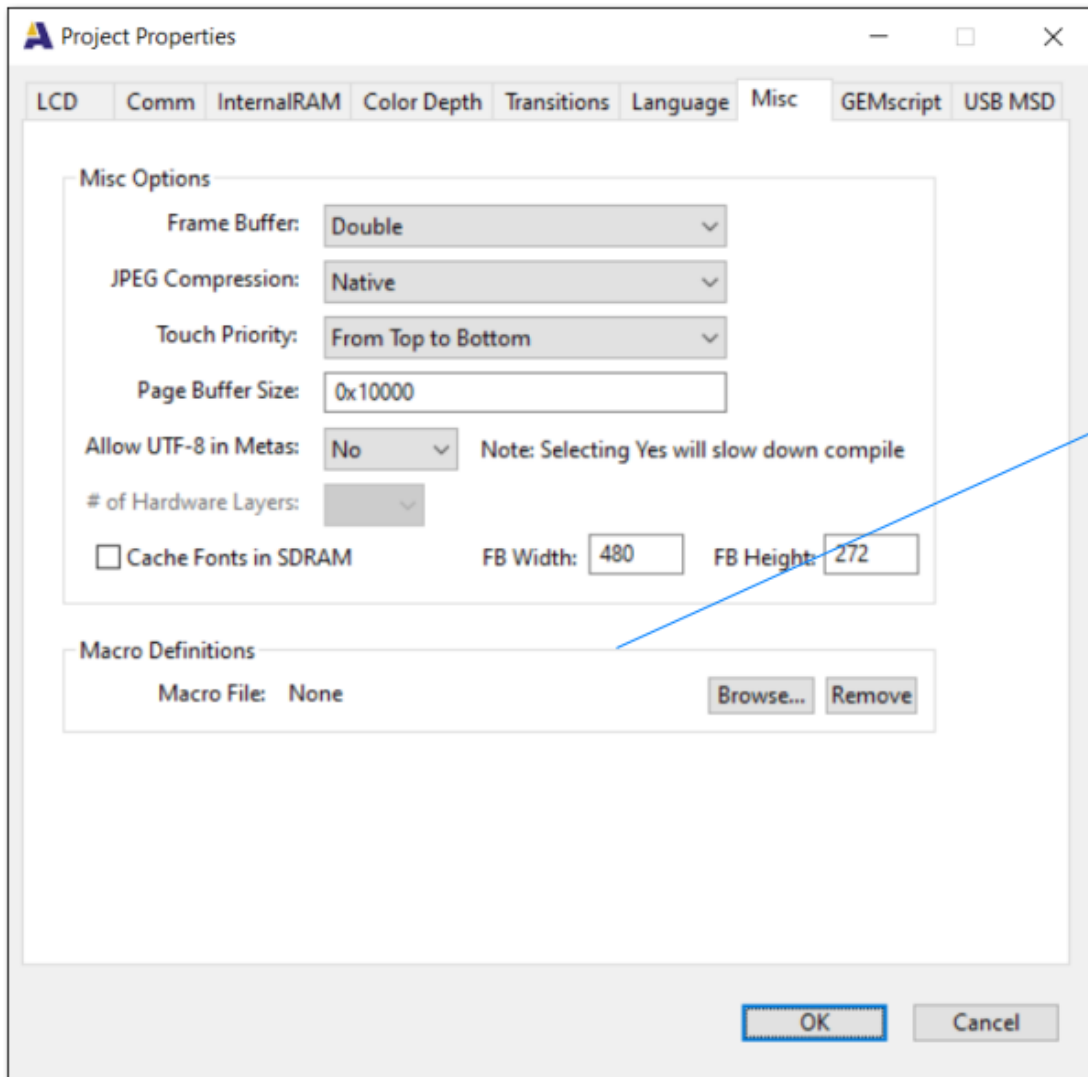 Project Properties
LCD Comm InternalRAM Color Depth Transitions Language Misc GEMscript USB MSD
Misc Options
Frame Buffer: Double
JPEG Compression: Native
Touch Priority: From Top to Bottom
Page Buffer Size: 0x10000
Allow UTF-8 in Metas: No Note: Selecting Yes will slow down compile
# of Hardware Layers:
Cache Fonts in SDRAM FB Width: 480 FB Height: 272
Macro Definitions
Macro File: None Browse... Remove
OK Cancel